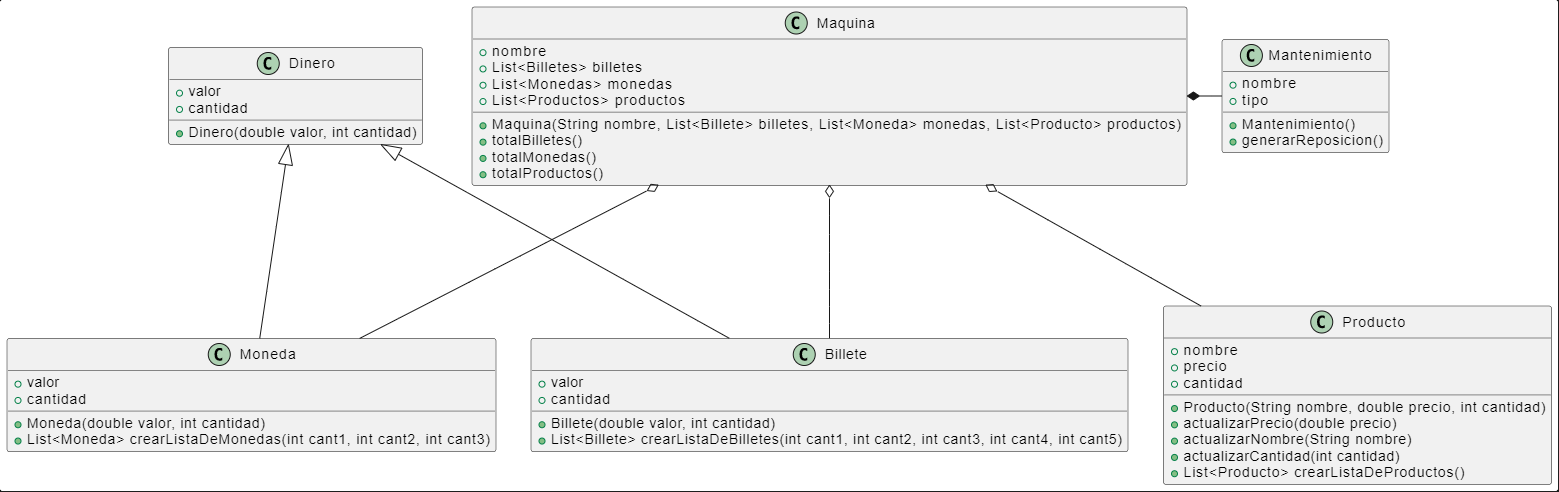 C Dinero
valor
cantidad
Dinero(double valor, int cantidad)
C Maquina
nombre
List<Billetes> billetes
List<Monedas> monedas
List<Productos> productos
Maquina(String nombre, List<Billete> billetes, List<Moneda> monedas, List<Producto> productos)
totalBilletes()
totalMonedas()
totalProductos()
C Mantenimiento
nombre
tipo
Mantenimiento()
generarReposicion()
C Moneda
valor
cantidad
Moneda(double valor, int cantidad)
List<Moneda> crearListaDeMonedas(int cant1, int cant2, int cant3)
C Billete
valor
cantidad
Billete(double valor, int cantidad)
List<Billete> crearListaDeBilletes(int cant1, int cant2, int cant3, int cant4, int cant5)
C Producto
nombre
precio
cantidad
Producto(String nombre, double precio, int cantidad)
actualizarPrecio(double precio)
actualizarNombre(String nombre)
actualizarCantidad(int cantidad)
List<Producto> crearListaDeProductos()